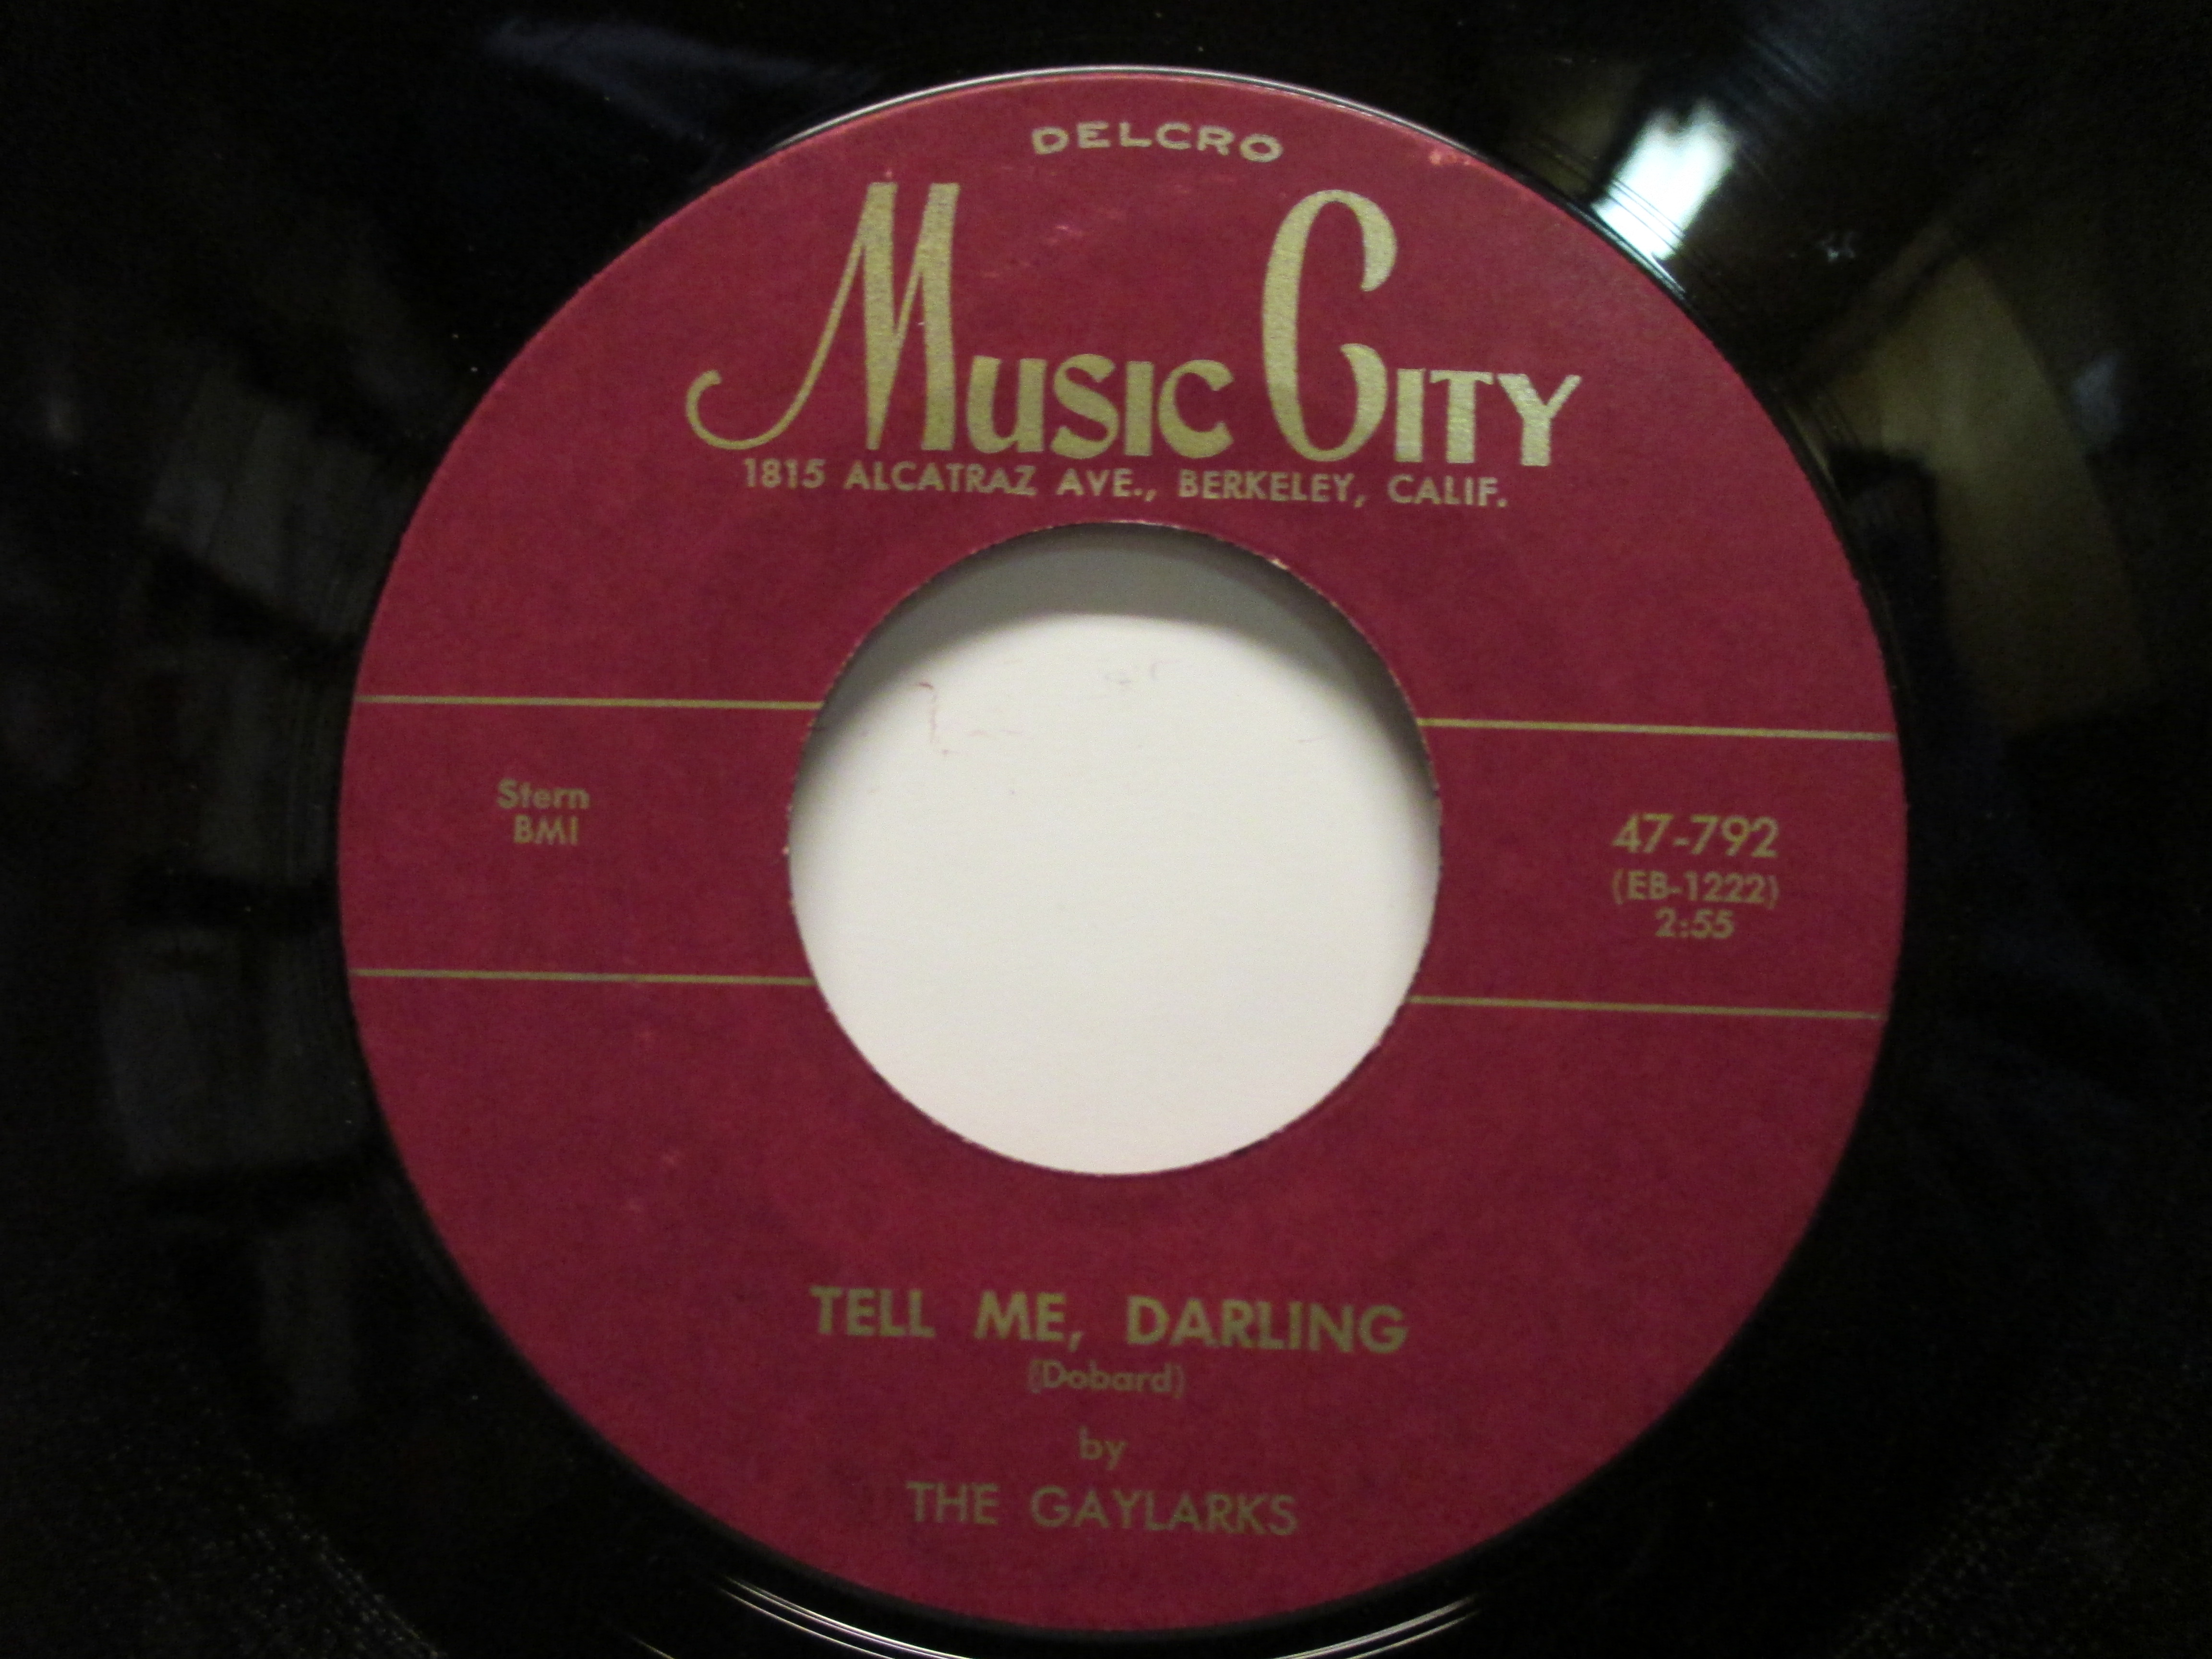 DELCRO
MUSIC CITY
1815 ALCATRAZ AVE., BERKELEY, CALIF.
Stern
BMI
47-792
(EB-1222)
2:55
TELL ME, DARLING
(Dobard)
by
THE GAYLARKS